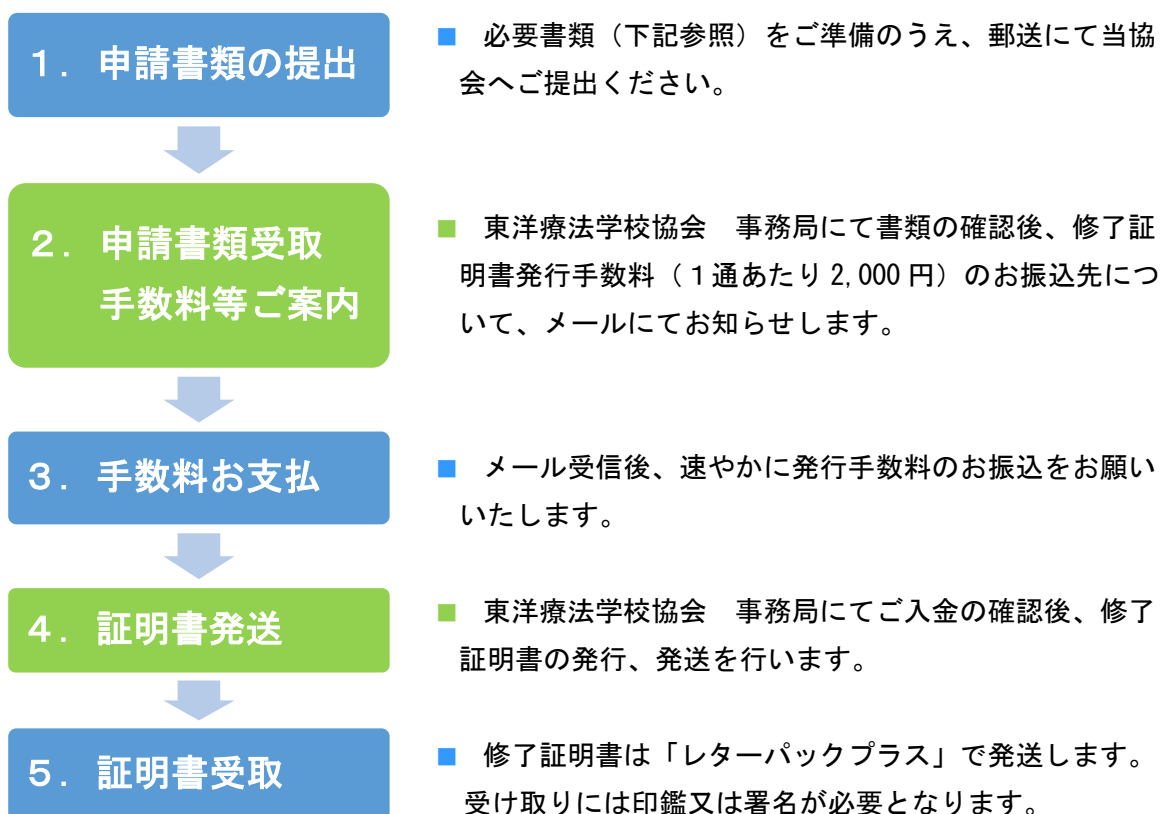 １．申請書類の提出
■ 必要書類（下記参照）をご準備のうえ、郵送にて当協
会へご提出ください。
２．申請書類受取
手数料等ご案内
■ 東洋療法学校協会　事務局にて書類の確認後、修了証
明書発行手数料（１通あたり 2,000 円）のお振込先につ
いて、メールにてお知らせします。
３．手数料お支払
■ メール受信後、速やかに発行手数料のお振込をお願い
いたします。
４．証明書発送
■ 東洋療法学校協会　事務局にてご入金の確認後、修了
証明書の発行、発送を行います。
５．証明書受取
■ 修了証明書は「レターパックプラス」で発送します。
受け取りには印鑑又は署名が必要となります。